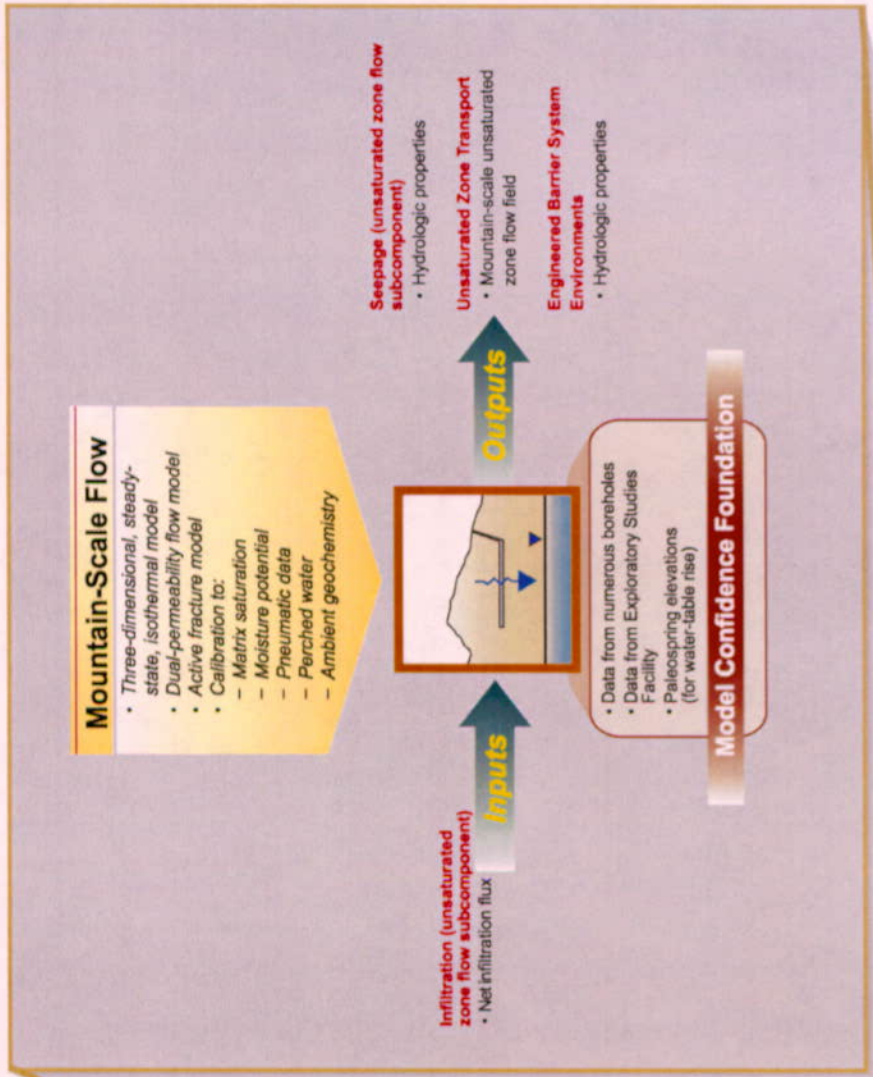 Mountain-Scale Flow
• Three-dimensional, steady-
state, isothermal model
• Dual-permeability flow model
• Active fracture model
• Calibration to:
– Matrix saturation
– Moisture potential
– Pneumatic data
– Perched water
– Ambient geochemistry
Infiltration (unsaturated
zone flow subcomponent)
• Net infiltration flux
Inputs
Outputs
Seepage (unsaturated zone flow
subcomponent)
• Hydrologic properties
Unsaturated Zone Transport
• Mountain-scale unsaturated
zone flow field
Engineered Barrier System
Environments
• Hydrologic properties
• Data from numerous boreholes
• Data from Exploratory Studies
Facility
• Paleospring elevations
(for water-table rise)
Model Confidence Foundation